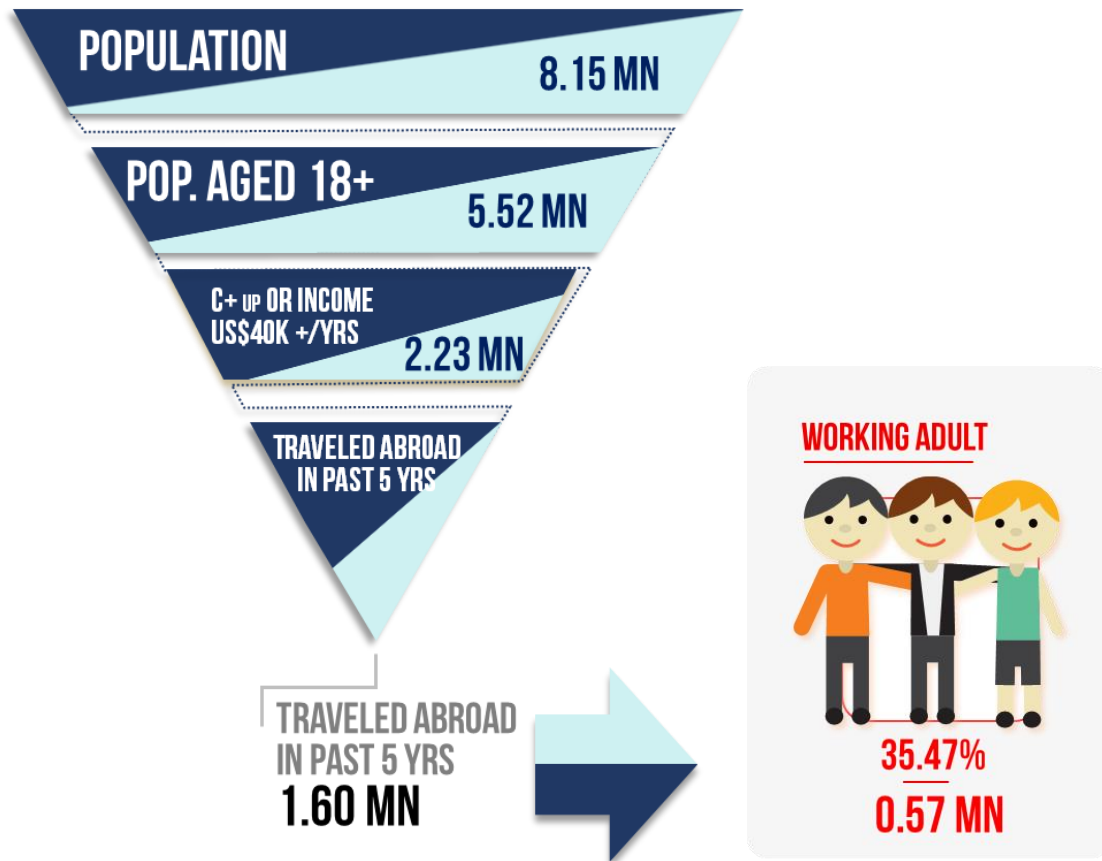 POPULATION
8.15 MN
POP. AGED 18+
5.52 MN
C+ UP OR INCOME
US$40K +/YRS
2.23 MN
TRAVELED ABROAD
IN PAST 5 YRS
TRAVELED ABROAD
IN PAST 5 YRS
1.60 MN
WORKING ADULT
35.47%
0.57 MN